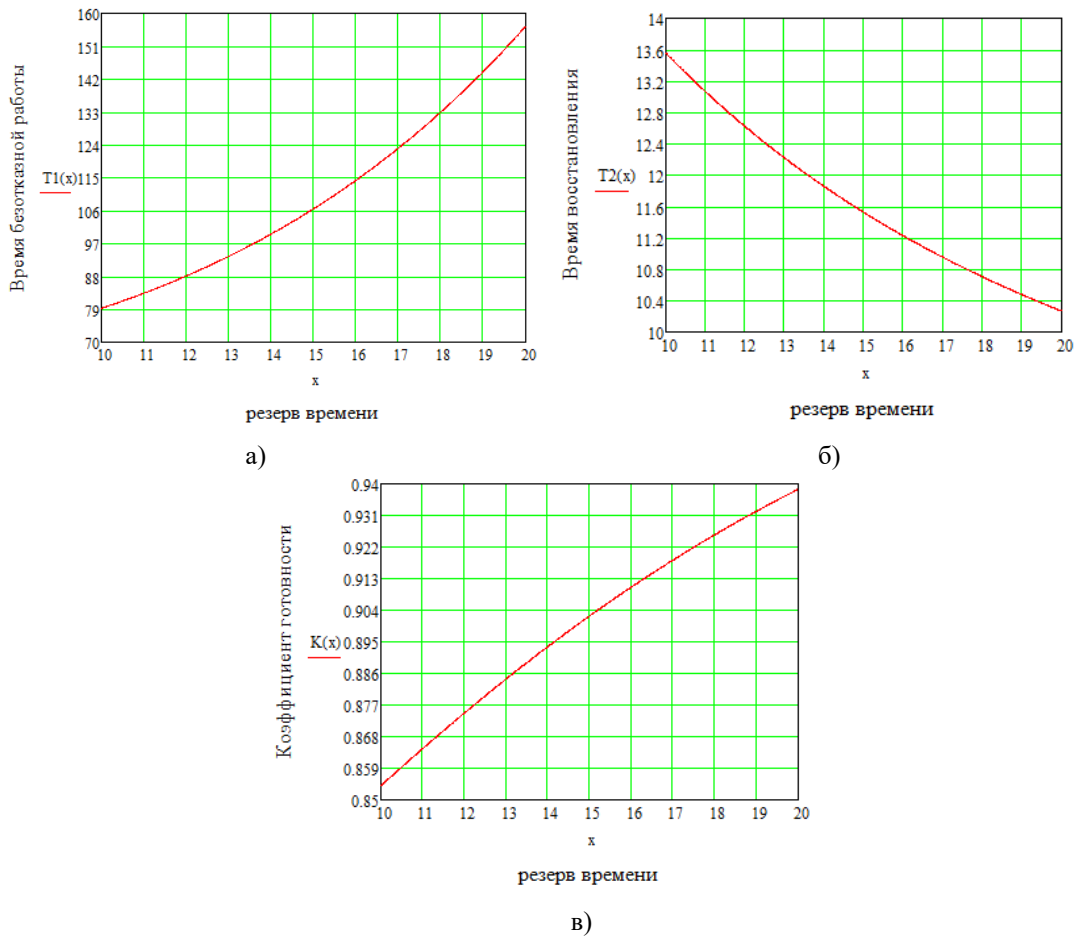 160
151
142
133
124
115
106
97
88
79
70
Время безотказной работы
T1(x)
10 11 12 13 14 15 16 17 18 19 20
x
резерв времени
а)
14
13.6
13.2
12.8
12.4
12
11.6
11.2
10.8
10.4
10
Время восстановления
T2(x)
10 11 12 13 14 15 16 17 18 19 20
x
резерв времени
б)
0.94
0.931
0.922
0.913
0.904
0.895
0.886
0.877
0.868
0.859
0.85
Коэффициент готовности
K(x)
10 11 12 13 14 15 16 17 18 19 20
x
резерв времени
в)